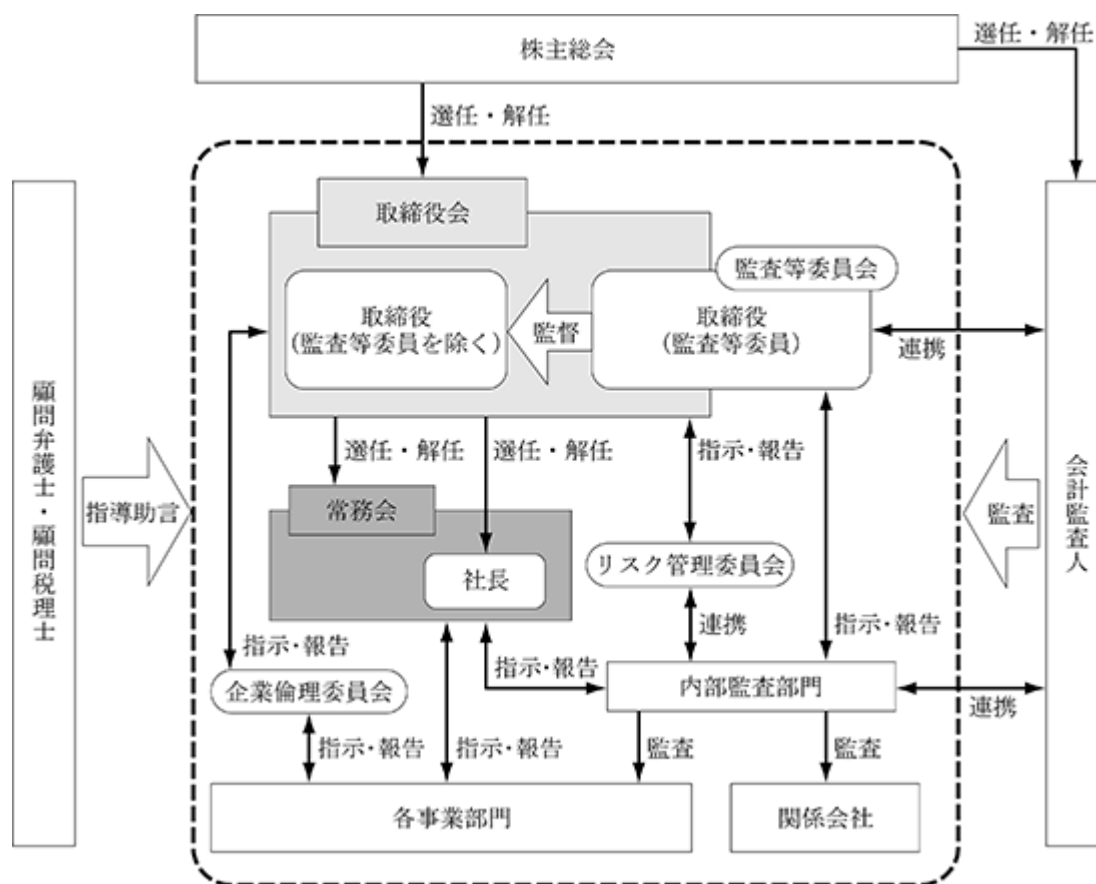 株主総会
選任・解任
選任・解任
取締役会
監査等委員会
取締役
(監査等委員を除く)
監督
取締役
(監査等委員)
連携
顧問弁護士・顧問税理士
指導助言
会計監査人
監査
選任・解任
選任・解任
指示・報告
常務会
社長
リスク管理委員会
連携
指示・報告
指示・報告
指示・報告
企業倫理委員会
内部監査部門
連携
指示・報告
指示・報告
監査
監査
各事業部門
関係会社